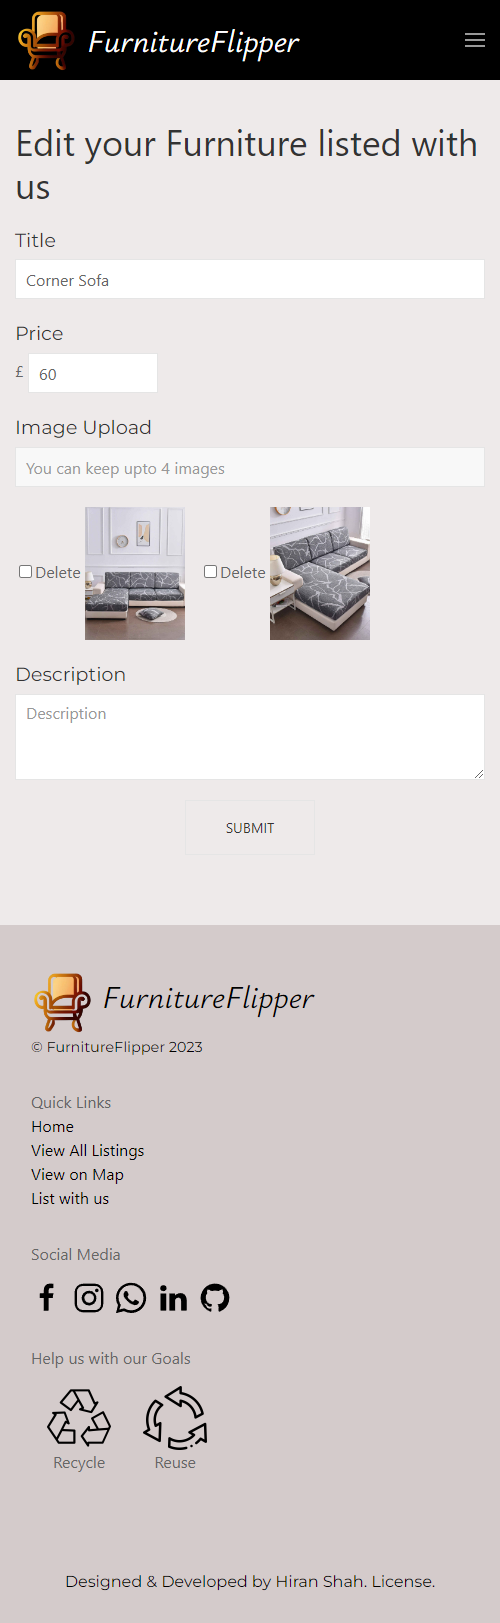 FurnitureFlipper
Edit your Furniture listed with
us
Title
Corner Sofa
Price
£ 60
Image Upload
You can keep upto 4 images
Delete Delete
Description
Description
SUBMIT
FurnitureFlipper
© FurnitureFlipper 2023
Quick Links
Home
View All Listings
View on Map
List with us
Social Media
Help us with our Goals
Recycle Reuse
Designed & Developed by Hiran Shah. License.